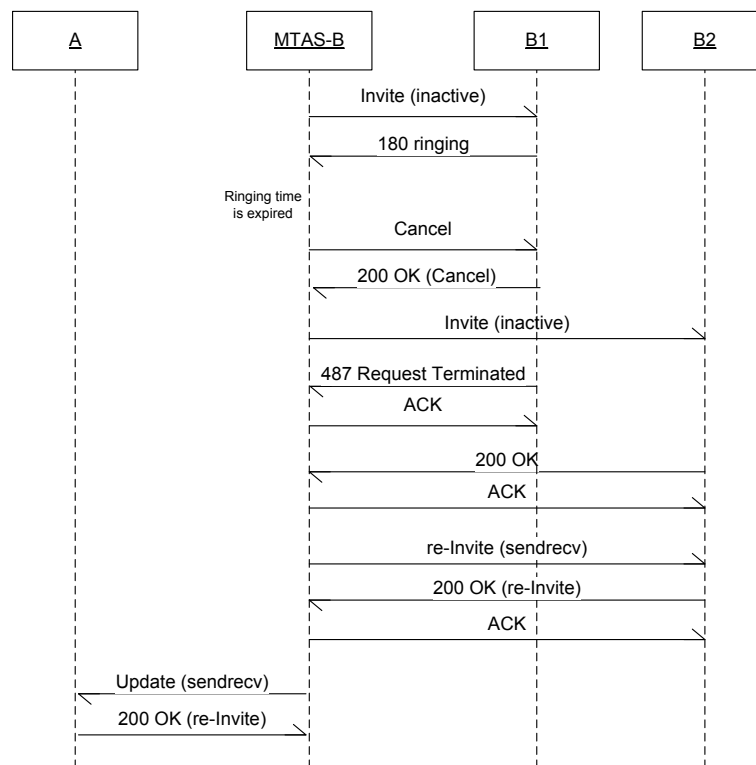 A
MTAS-B
B1
B2
Invite (inactive)
180 ringing
Ringing time
is expired
Cancel
200 OK (Cancel)
Invite (inactive)
487 Request Terminated
ACK
200 OK
ACK
re-Invite (sendrecv)
200 OK (re-Invite)
ACK
Update (sendrecv)
200 OK (re-Invite)